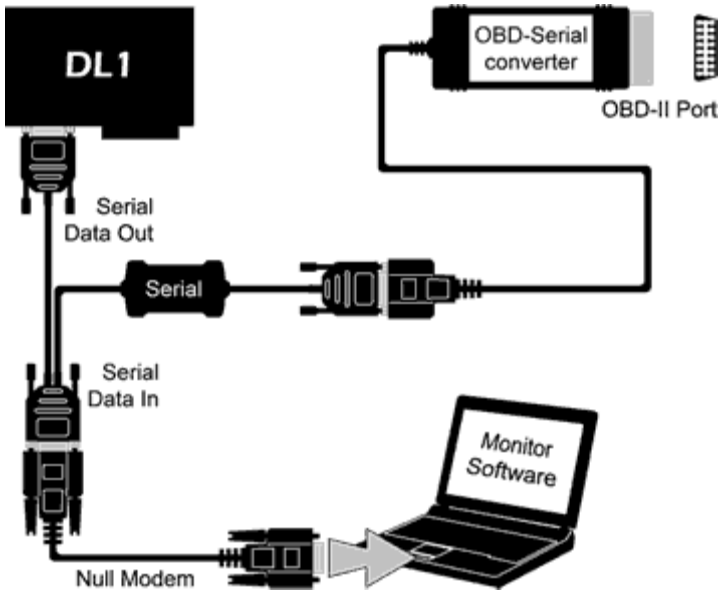 DL1
OBD-Serial
converter
OBD-II Port
Serial
Data Out
Serial
Serial
Data In
Monitor
Software
Null Modem